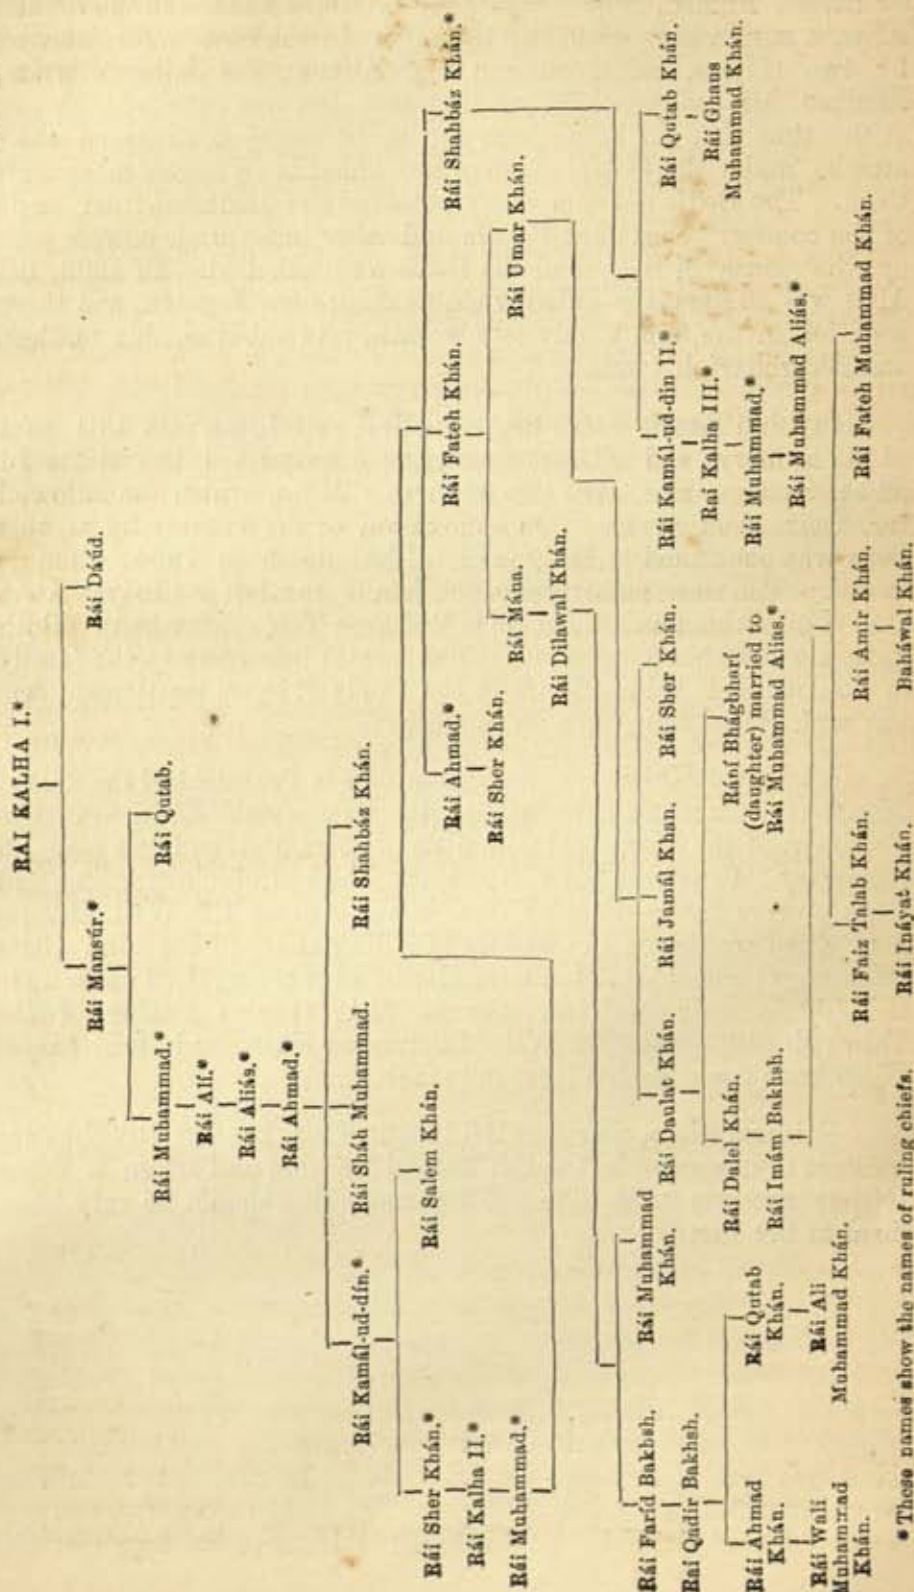 RAI KALHA I.*
Rái Mansúr.*
Rái Dáúd.
Rái Muhammad.*
Rái Qutab.
Rái Alí.*
Rái Aliás.*
Rái Ahmad.*
Rái Kamál-ud-dín.*
Rái Sháh Muhammad.
Rái Shahbáz Khán.
Rái Sher Khán.*
Rái Salem Khán.
Rái Kalha II.*
Rái Muhammad.*
Rái Ahmad.*
Rái Fateh Khán.
Rái Shahbáz Khán.*
Rái Sher Khán.
Rái Mána.
Rái Umar Khán.
Rái Dilawal Khán.
Rái Faríd Bakhsh.
Rái Muhammad
Khán.
Rái Daulat Khán.
Rái Jamál Khan.
Rái Sher Khán.
Rái Kamál-ud-din II.*
Rái Qutab Khán.
Rai Qadir Bakhsh.
Rai Kalha III.*
Rái Ghaus
Muhammad Khán.
Rái Ahmad
Khán.
Rái Qutab
Khán.
Rái Dalel Khán.
Rání Bhágbharí
(daughter) married to
Rái Muhammad Alias.*
Rái Muhammad.*
Rái Imám Bakhsh.
Rái Muhammad Aliás.*
Rái Wali
Muhammad
Khán.
Rái Ali
Muhammad Khán.
Rái Faiz Talab Khán.
Rái Amír Khán.
Rái Fateh Muhammad Khán.
Rái Ináyat Khán.
Baháwal Khán.
*These names show the names of ruling chiefs.